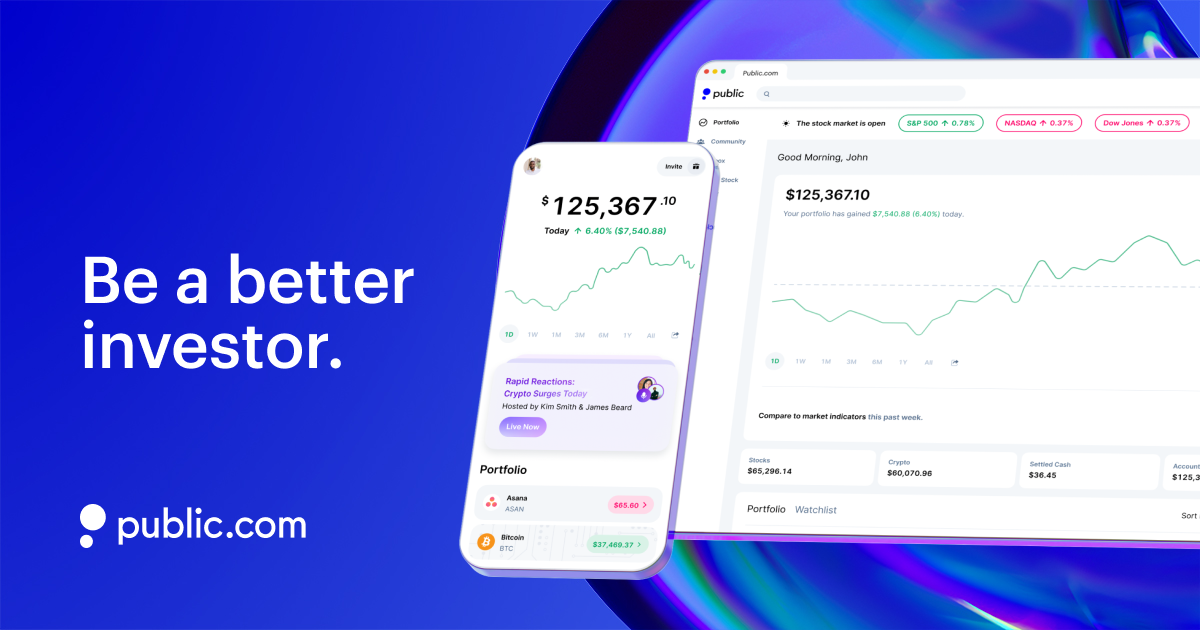 Be a better
investor.
public.com
Invite
$125,367.10
Today ↑ 6.40% ($7,540.88)
1D 1W 1M 3M 6M 1Y All
Rapid Reactions:
Crypto Surges Today
Hosted by Kim Smith & James Beard
Live Now
Portfolio
Asana
ASAN
$65.60 >
Bitcoin
BTC
$37,469.37 >
Public.com
public
Portfolio
Community
Stock
The stock market is open
S&P 500 ↑ 0.78%
NASDAQ ↑ 0.37%
Dow Jones ↑ 0.37%
Good Morning, John
$125,367.10
Your portfolio has gained $7,540.88 (6.40%) today.
1D 1W 1M 3M 6M 1Y All
Compare to market indicators this past week.
Stocks
$65,296.14
Crypto
$60,070.96
Settled Cash
$36.45
Account
$125,3
Portfolio Watchlist
Sort